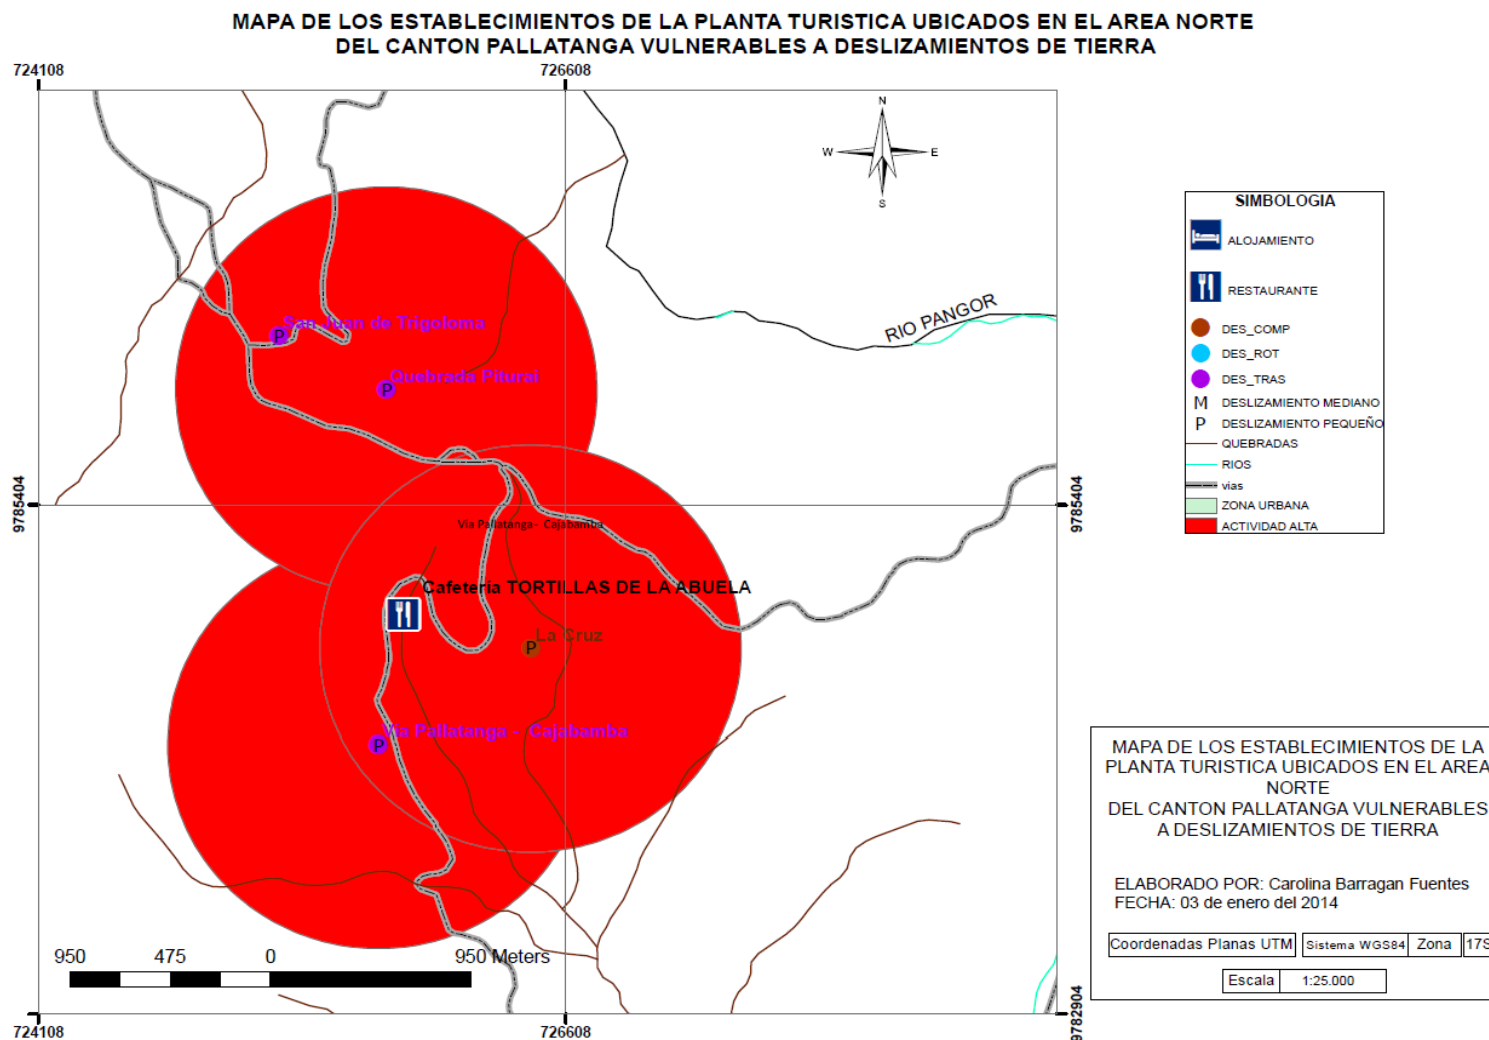 MAPA DE LOS ESTABLECIMIENTOS DE LA PLANTA TURISTICA UBICADOS EN EL AREA NORTE
DEL CANTON PALLATANGA VULNERABLES A DESLIZAMIENTOS DE TIERRA
724108
726608
N
W
E
S
RIO PANGOR
San Juan de Trigoloma
P
Quebrada Piturai
P
9785404
9785404
Via Pallatanga - Cajabamba
Cafeteria TORTILLAS DE LA ABUELA
La Cruz
P
Via Pallatanga - Cajabamba
P
950
475
0
950 Meters
724108
726608
9782904
SIMBOLOGIA
ALOJAMIENTO
RESTAURANTE
DES_COMP
DES_ROT
DES_TRAS
M DESLIZAMIENTO MEDIANO
P DESLIZAMIENTO PEQUEÑO
QUEBRADAS
RIOS
vias
ZONA URBANA
ACTIVIDAD ALTA
MAPA DE LOS ESTABLECIMIENTOS DE LA
PLANTA TURISTICA UBICADOS EN EL AREA
NORTE
DEL CANTON PALLATANGA VULNERABLES
A DESLIZAMIENTOS DE TIERRA
ELABORADO POR: Carolina Barragan Fuentes
FECHA: 03 de enero del 2014
Coordenadas Planas UTM Sistema WGS84 Zona 17S
Escala 1:25.000